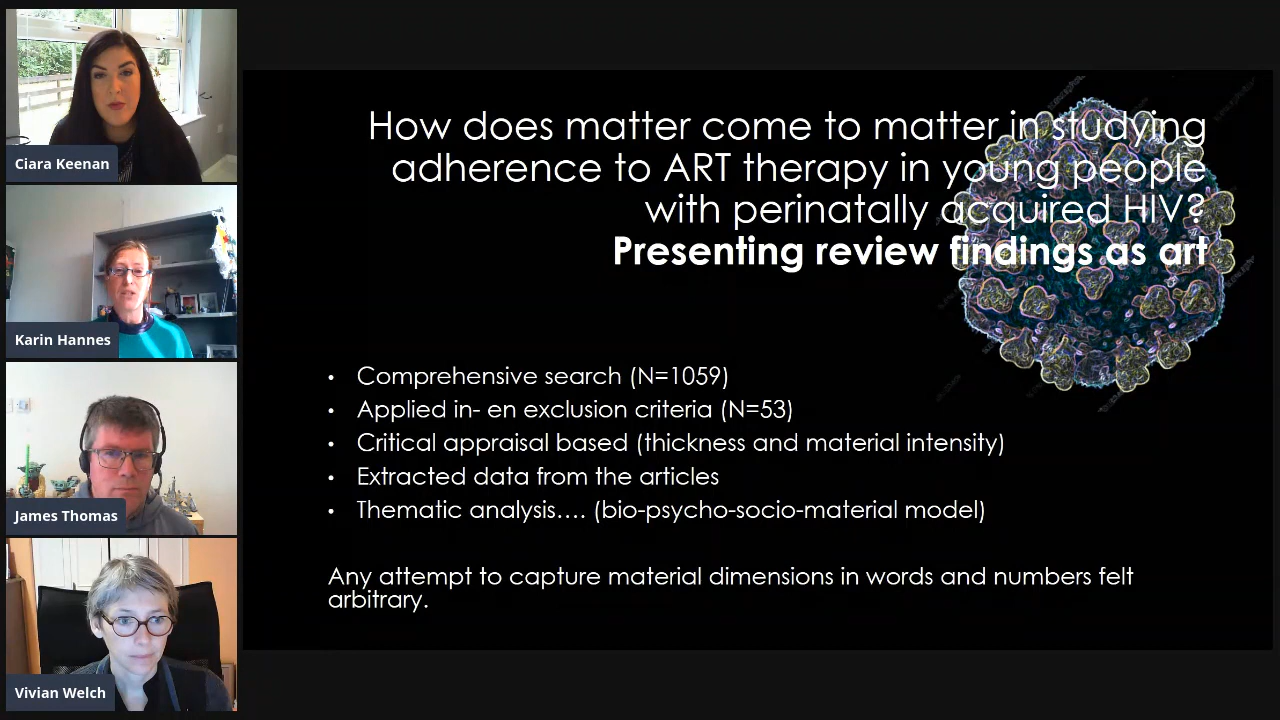 Ciara Keenan
Karin Hannes
James Thomas
Vivian Welch
How does matter come to matter in studying
adherence to ART therapy in young people
with perinatally acquired HIV?
Presenting review findings as art
• Comprehensive search (N=1059)
• Applied in- en exclusion criteria (N=53)
• Critical appraisal based (thickness and material intensity)
• Extracted data from the articles
• Thematic analysis…. (bio-psycho-socio-material model)
Any attempt to capture material dimensions in words and numbers felt
arbitrary.